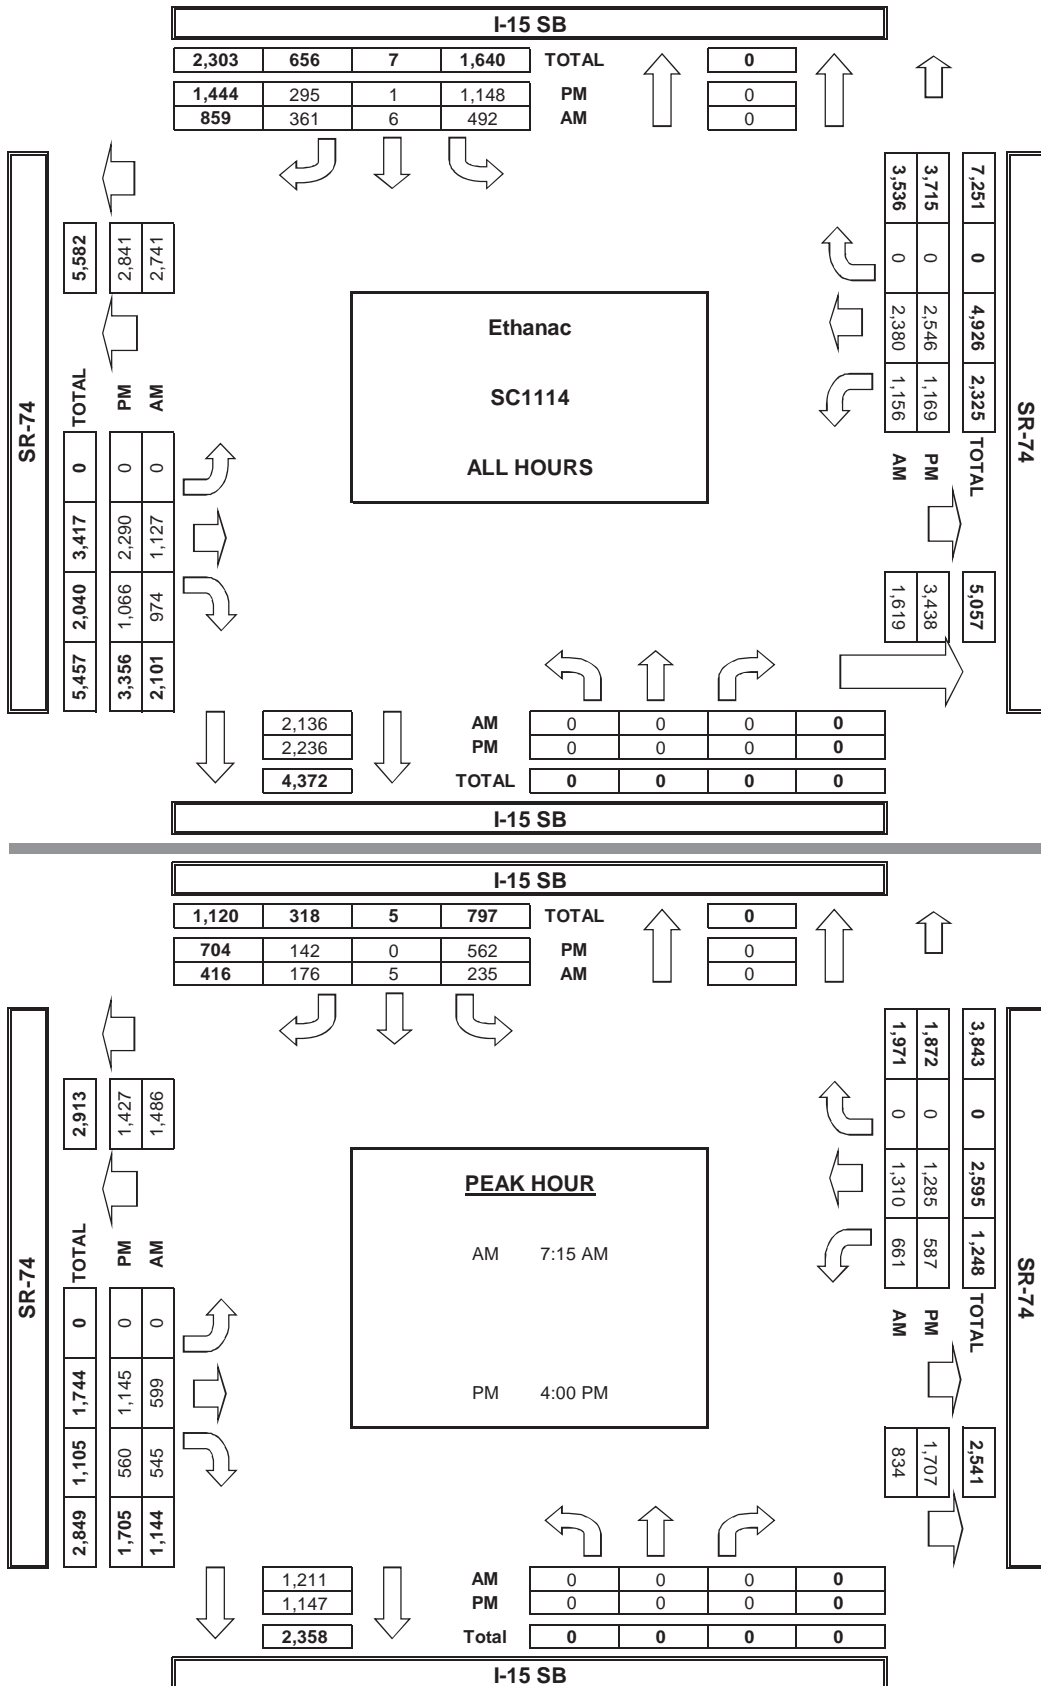 I-15 SB
2,303 656 7 1,640 TOTAL 0
1,444 295 1 1,148 PM 0
859 361 6 492 AM 0
SR-74
5,582
2,841
2,741
TOTAL
PM
AM
0 3,417 2,040 5,457
0 2,290 1,066 3,356
0 1,127 974 2,101
Ethanac
SC1114
ALL HOURS
7,251 0 4,926 2,325 TOTAL
3,715 0 2,546 1,169 PM
3,536 0 2,380 1,156 AM
5,057
3,438
1,619
SR-74
2,136 AM 0 0 0 0
2,236 PM 0 0 0 0
4,372 TOTAL 0 0 0 0
I-15 SB
I-15 SB
1,120 318 5 797 TOTAL 0
704 142 0 562 PM 0
416 176 5 235 AM 0
SR-74
2,913
1,427
1,486
TOTAL
PM
AM
0 1,744 1,105 2,849
0 1,145 560 1,705
0 599 545 1,144
PEAK HOUR
AM 7:15 AM
PM 4:00 PM
3,843 0 2,595 1,248 TOTAL
1,872 0 1,285 587 PM
1,971 0 1,310 661 AM
2,541
1,707
834
SR-74
1,211 AM 0 0 0 0
1,147 PM 0 0 0 0
2,358 Total 0 0 0 0
I-15 SB